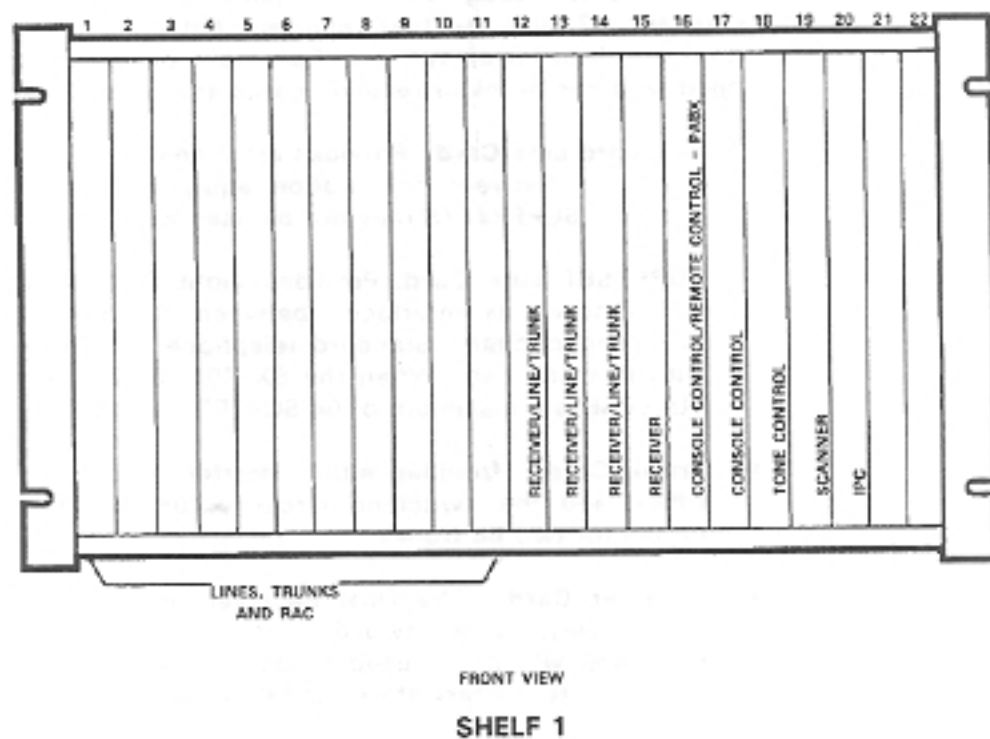 1 2 3 4 5 6 7 8 9 10 11 12 13 14 15 16 17 18 19 20 21 22
RECEIVER/LINE/TRUNK
RECEIVER/LINE/TRUNK
RECEIVER/LINE/TRUNK
RECEIVER
CONSOLE CONTROL/REMOTE CONTROL - PABX
CONSOLE CONTROL
TONE CONTROL
SCANNER
IPC
LINES, TRUNKS
AND RAC
FRONT VIEW
SHELF 1